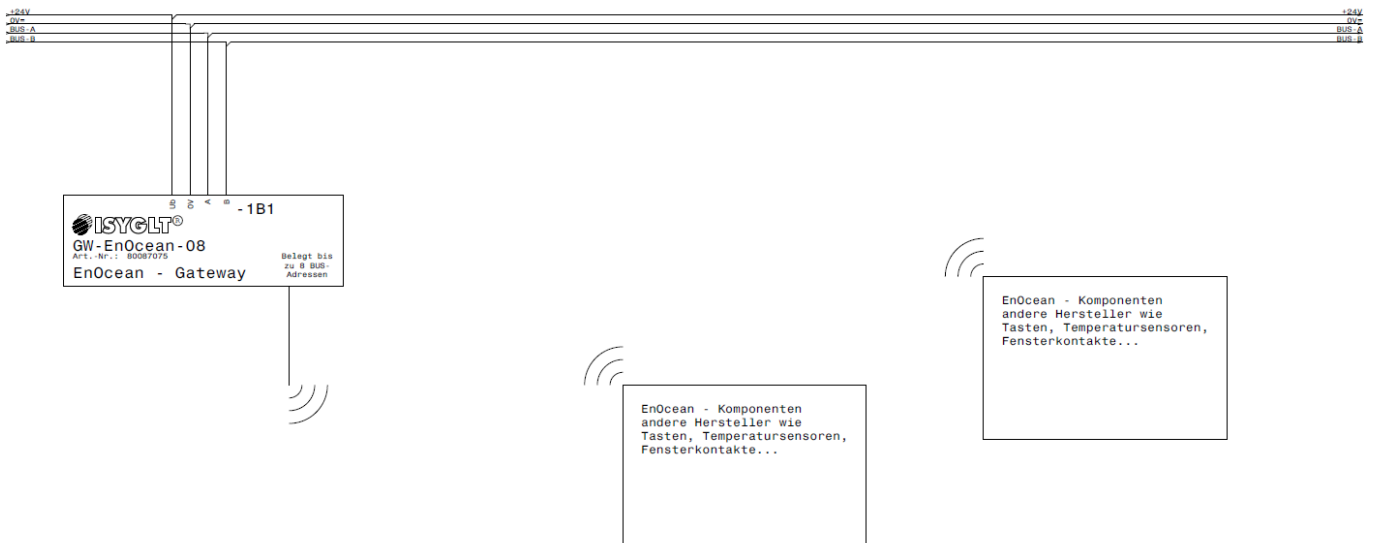 +24V
0V=
BUS-A
BUS-B
+24V
0V=
BUS-A
BUS-B
Ub
0V
A
B
-1B1
ISYGLT®
GW-EnOcean-08
Art.-Nr.: 80087075
EnOcean - Gateway
Belegt bis
zu 8 BUS-
Adressen
EnOcean - Komponenten
andere Hersteller wie
Tasten, Temperatursensoren,
Fensterkontakte...
EnOcean - Komponenten
andere Hersteller wie
Tasten, Temperatursensoren,
Fensterkontakte...